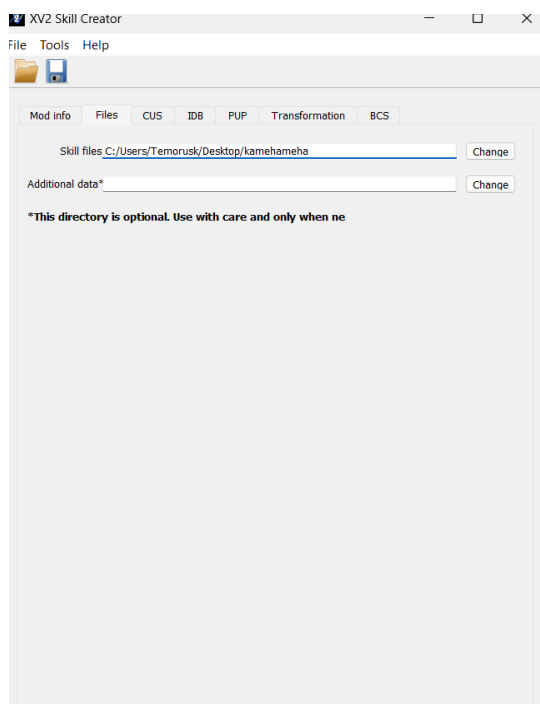 XV2 Skill Creator
File Tools Help
Mod info Files CUS IDB PUP Transformation BCS
Skill files C:/Users/Temorusk/Desktop/kamehameha Change
Additional data* Change
*This directory is optional. Use with care and only when ne